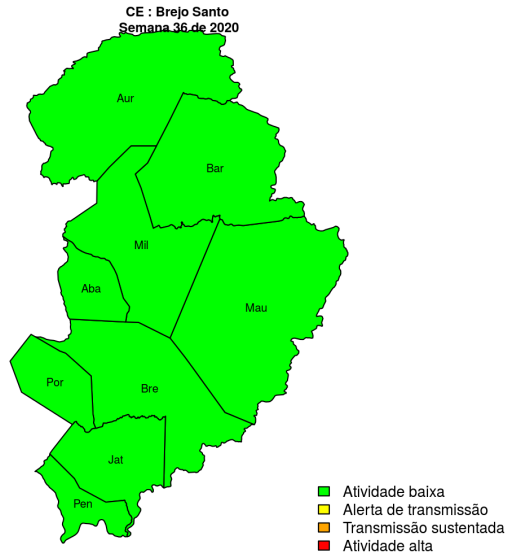 CE : Brejo Santo
Semana 36 de 2020
Aur
Bar
Mil
Aba
Mau
Por
Bre
Jat
Pen
Atividade baixa
Alerta de transmissão
Transmissão sustentada
Atividade alta